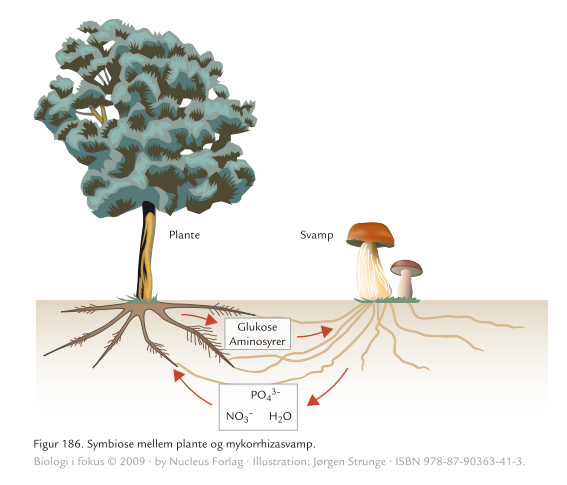 Plante
Svamp
Glukose
Aminosyrer
PO₄³⁻
NO₃⁻ H₂O
Figur 186. Symbiose mellem plante og mykorrhizasvamp.
Biologi i fokus © 2009 · by Nucleus Forlag · Illustration: Jørgen Strunge · ISBN 978-87-90363-41-3.